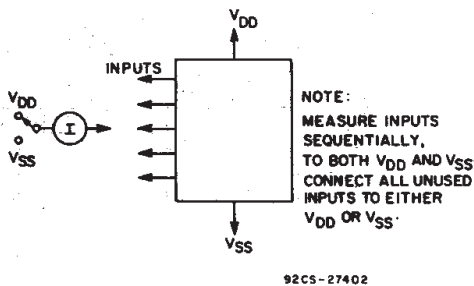 VDD
INPUTS
VDD
I
VSS
NOTE:
MEASURE INPUTS
SEQUENTIALLY,
TO BOTH VDD AND VSS
CONNECT ALL UNUSED
INPUTS TO EITHER
VDD OR VSS.
VSS
92CS-27402